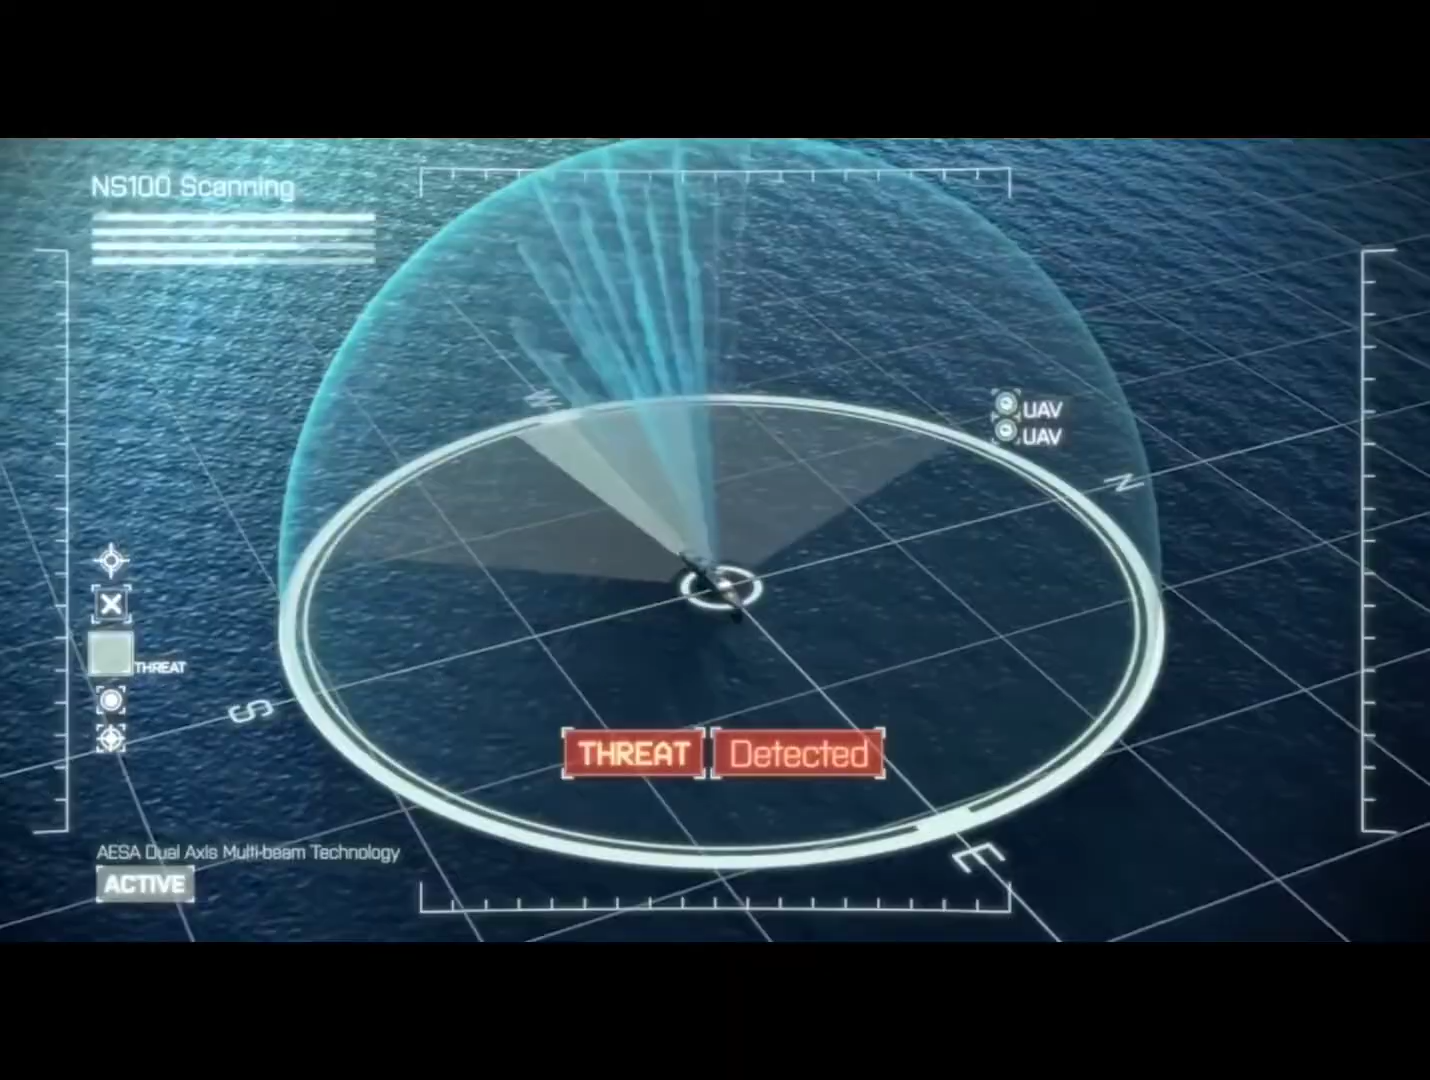 NS100 Scanning
W
UAV
UAV
N
THREAT
S
THREAT Detected
AESA Dual Axis Multi-beam Technology
E
ACTIVE